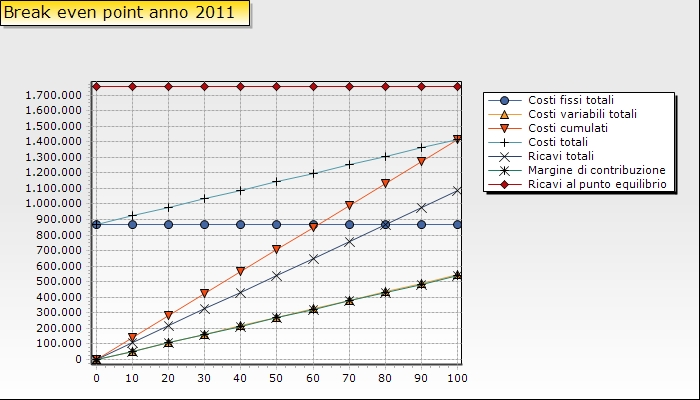 Break even point anno 2011
1.700.000
1.600.000
1.500.000
1.400.000
1.300.000
1.200.000
1.100.000
1.000.000
900.000
800.000
700.000
600.000
500.000
400.000
300.000
200.000
100.000
0
0 10 20 30 40 50 60 70 80 90 100
Costi fissi totali
Costi variabili totali
Costi cumulati
Costi totali
Ricavi totali
Margine di contribuzione
Ricavi al punto equilibrio